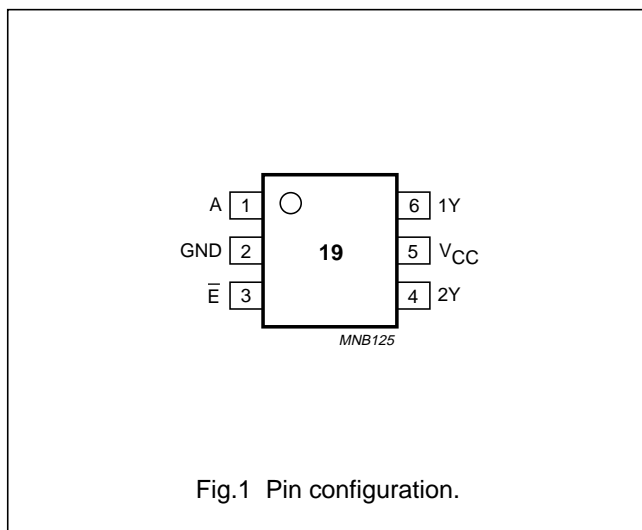 A 1 6 1Y
GND 2 19 5 VCC
E̅ 3 4 2Y
MNB125
Fig.1 Pin configuration.